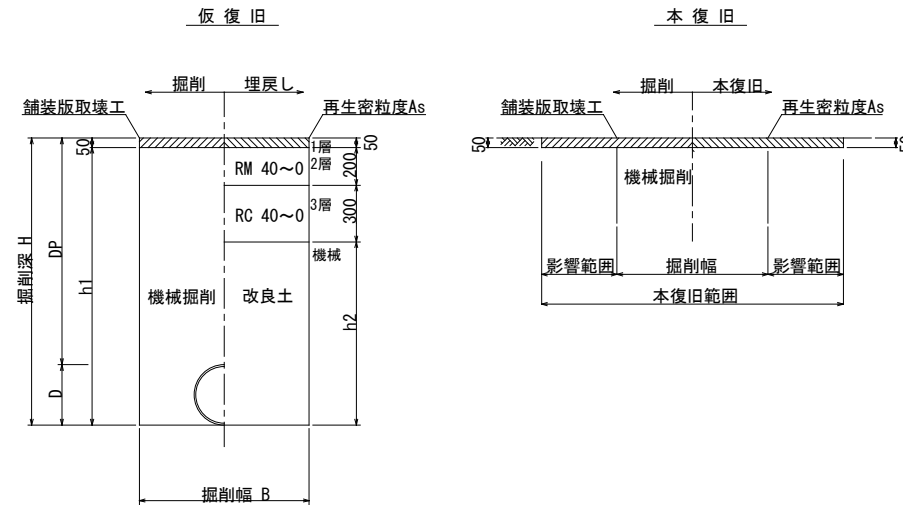 仮 復 旧
掘削
埋戻し
舗装版取壊工
再生密粒度As
50
50
1層
RM 40～0
2層
200
RC 40～0
3層
300
機械
掘削深 H
DP
h1
機械掘削
改良土
h2
D
掘削幅 B
本 復 旧
掘削
本復旧
舗装版取壊工
再生密粒度As
50
50
機械掘削
影響範囲
掘削幅
影響範囲
本復旧範囲